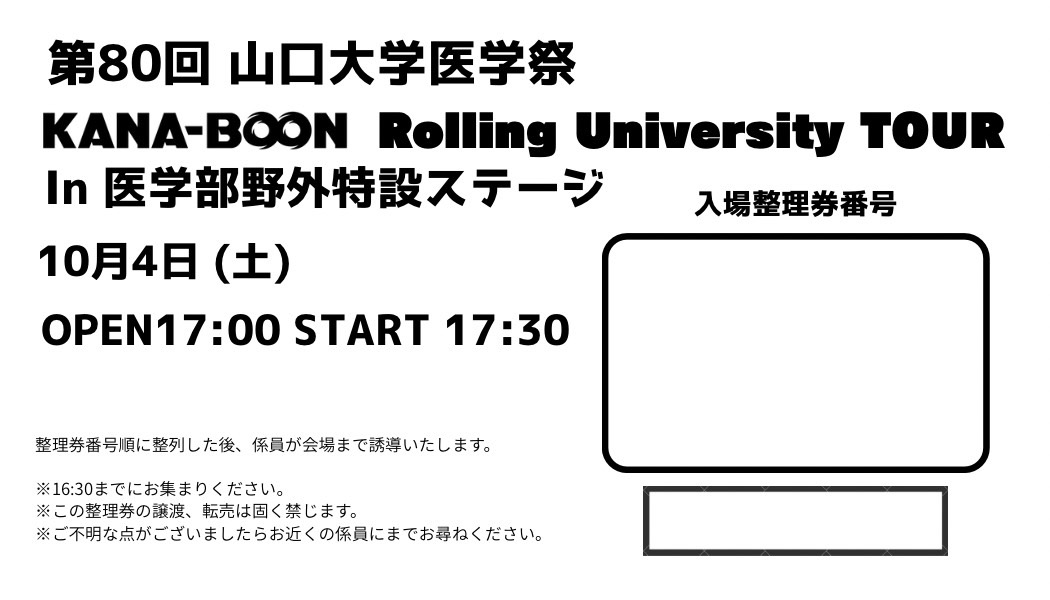 第80回 山口大学医学祭
KANA-BOON Rolling University TOUR
In 医学部野外特設ステージ
入場整理券番号
10月4日 (土)
OPEN17:00 START 17:30
整理券番号順に整列した後、係員が会場まで誘導いたします。
※16:30までにお集まりください。
※この整理券の譲渡、転売は固く禁じます。
※ご不明な点がございましたらお近くの係員にまでお尋ねください。